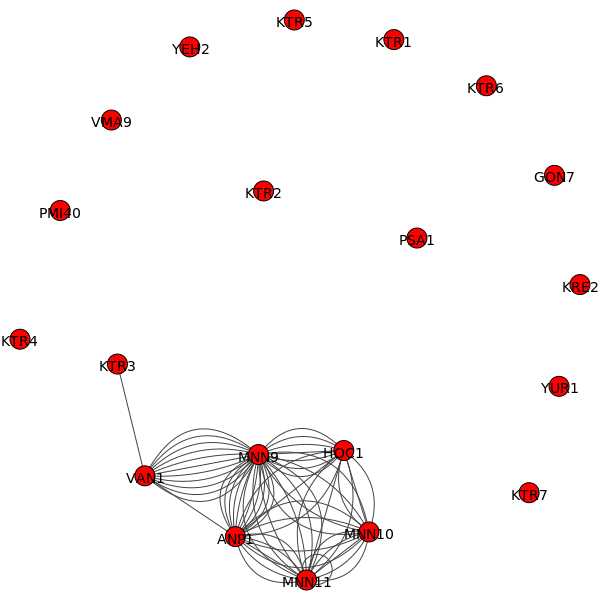 KTR5
KTR1
YEH2
KTR6
VMA9
GON7
KTR2
PMI40
PSA1
KRE2
KTR4
KTR3
YUR1
HOC1
MNN9
VAN1
KTR7
MNN10
ANP1
MNN11